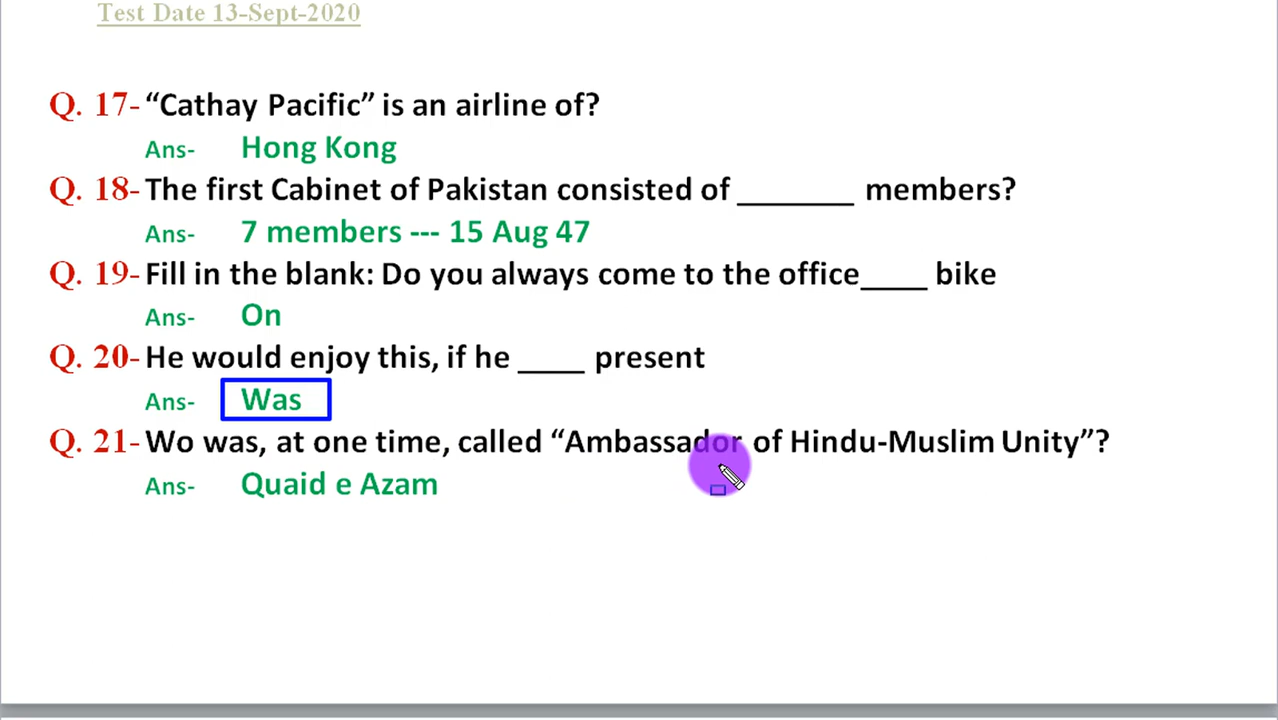 Test Date 13-Sept-2020
Q. 17- “Cathay Pacific” is an airline of?
Ans- Hong Kong
Q. 18- The first Cabinet of Pakistan consisted of _______ members?
Ans- 7 members --- 15 Aug 47
Q. 19- Fill in the blank: Do you always come to the office____ bike
Ans- On
Q. 20- He would enjoy this, if he ____ present
Ans- Was
Q. 21- Wo was, at one time, called “Ambassador of Hindu-Muslim Unity”?
Ans- Quaid e Azam